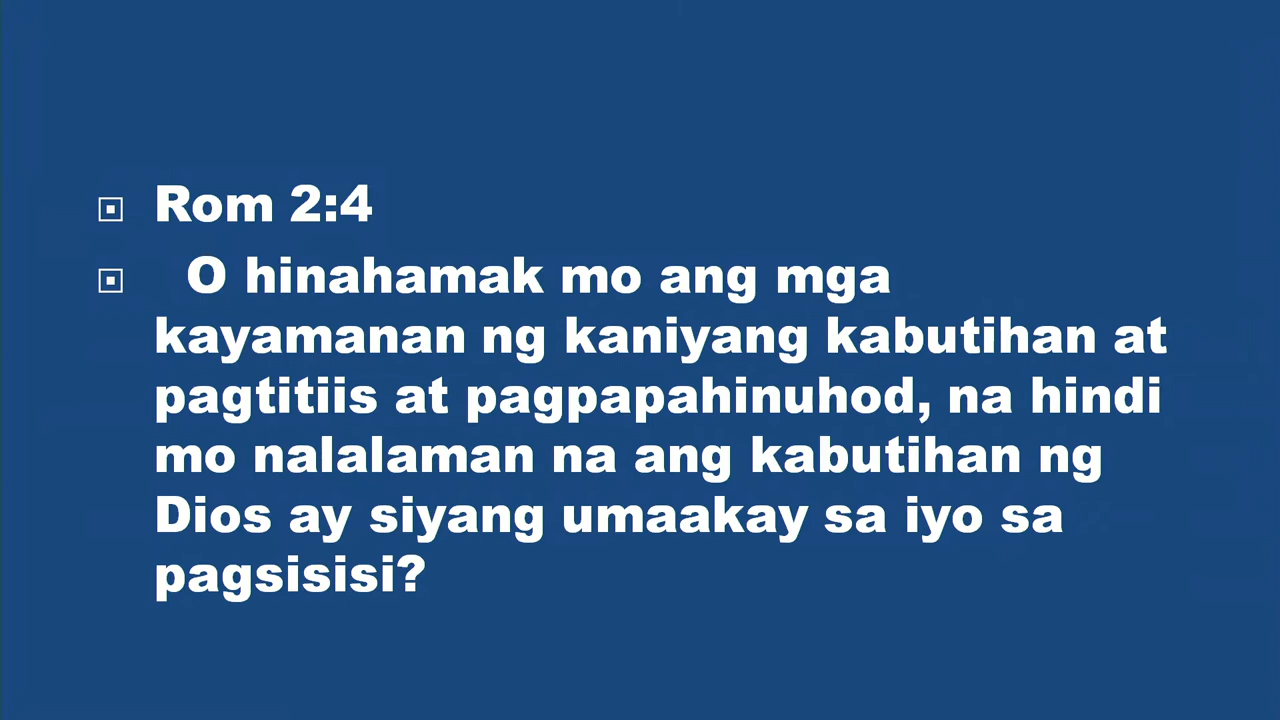 Rom 2:4
O hinahamak mo ang mga
kayamanan ng kaniyang kabutihan at
pagtitiis at pagpapahinuhod, na hindi
mo nalalaman na ang kabutihan ng
Dios ay siyang umaakay sa iyo sa
pagsisisi?